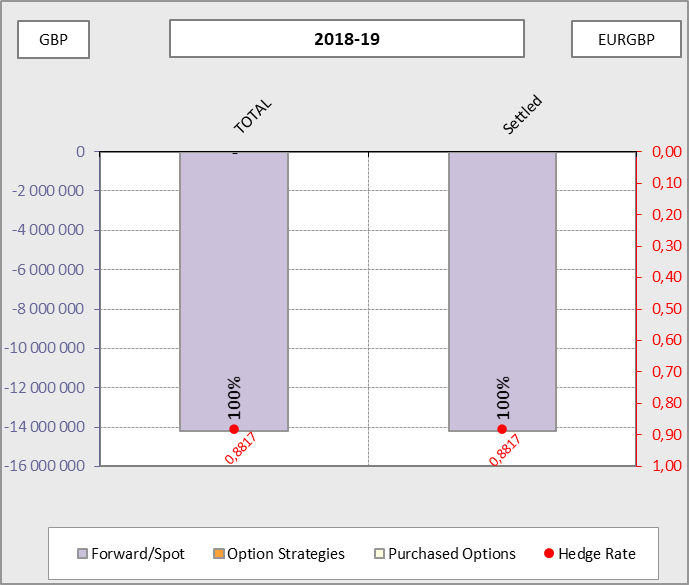 GBP
2018-19
EURGBP
TOTAL
Settled
0
-2 000 000
-4 000 000
-6 000 000
-8 000 000
-10 000 000
-12 000 000
-14 000 000
-16 000 000
100%
0,8817
100%
0,8817
0,00
0,10
0,20
0,30
0,40
0,50
0,60
0,70
0,80
0,90
1,00
Forward/Spot Option Strategies Purchased Options Hedge Rate